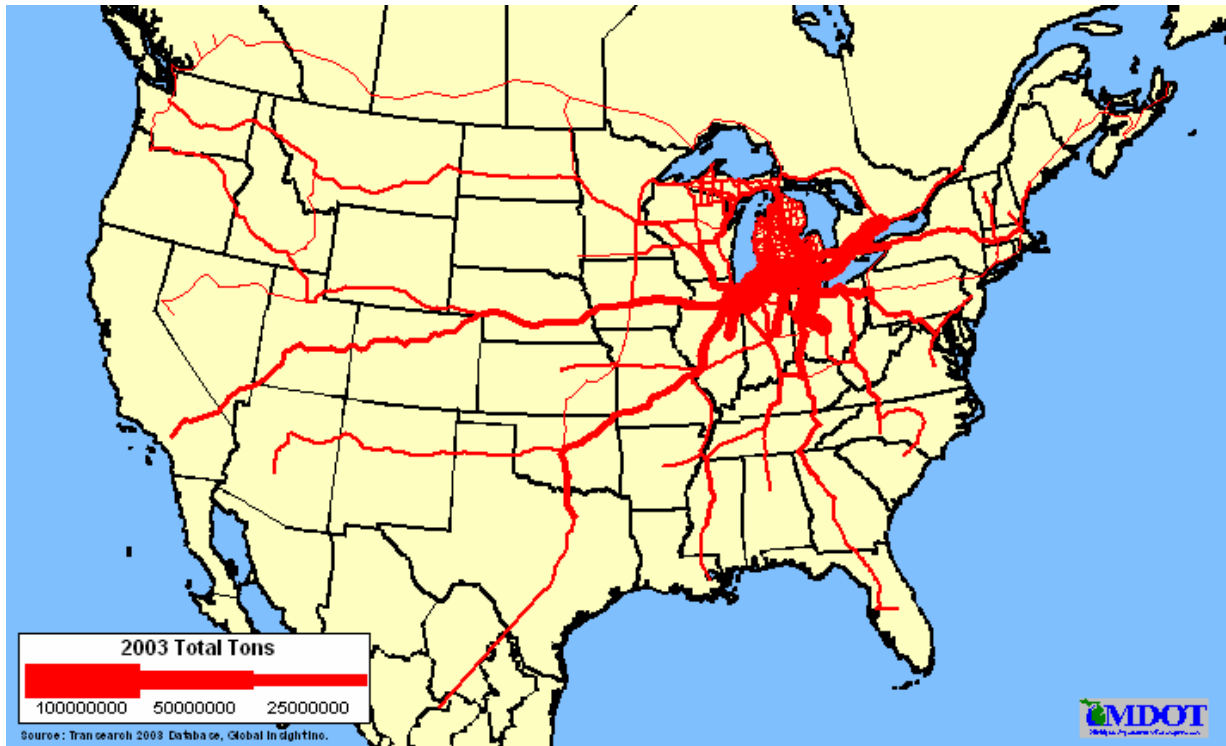 2003 Total Tons
100000000 50000000 25000000
Source: Transearch 2003 Database, Global Insight Inc.
MDOT